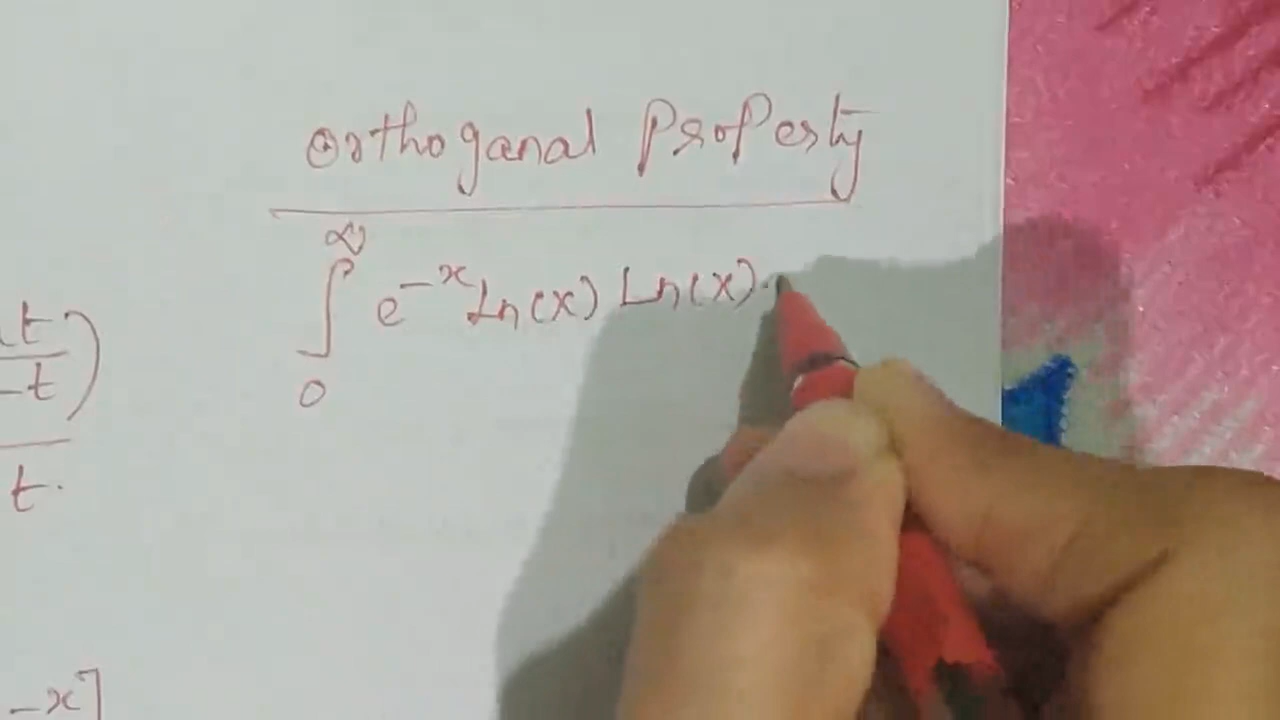 Orthoganal Property
∞
∫ e^-x Ln(x) Ln(x).
0
t
-t )
t.
-x]